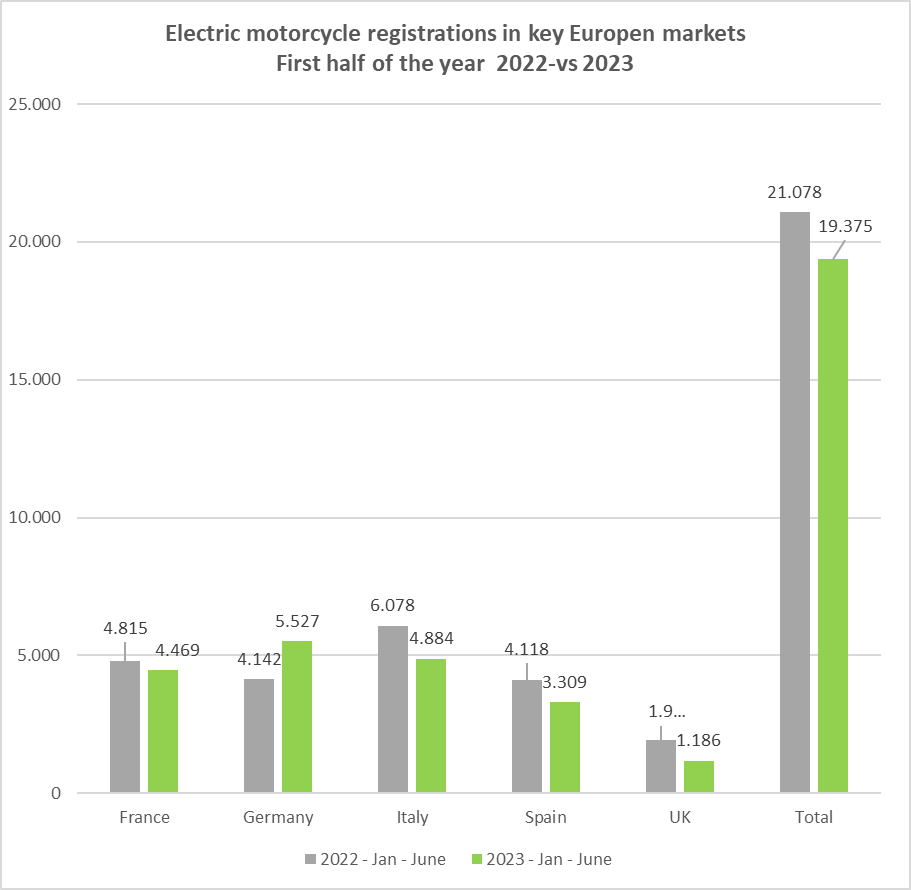 Electric motorcycle registrations in key Europen markets
First half of the year 2022-vs 2023
25.000
20.000
15.000
10.000
5.000
0
4.815
4.469
4.142
5.527
6.078
4.884
4.118
3.309
1.9...
1.186
21.078
19.375
France
Germany
Italy
Spain
UK
Total
2022 - Jan - June
2023 - Jan - June